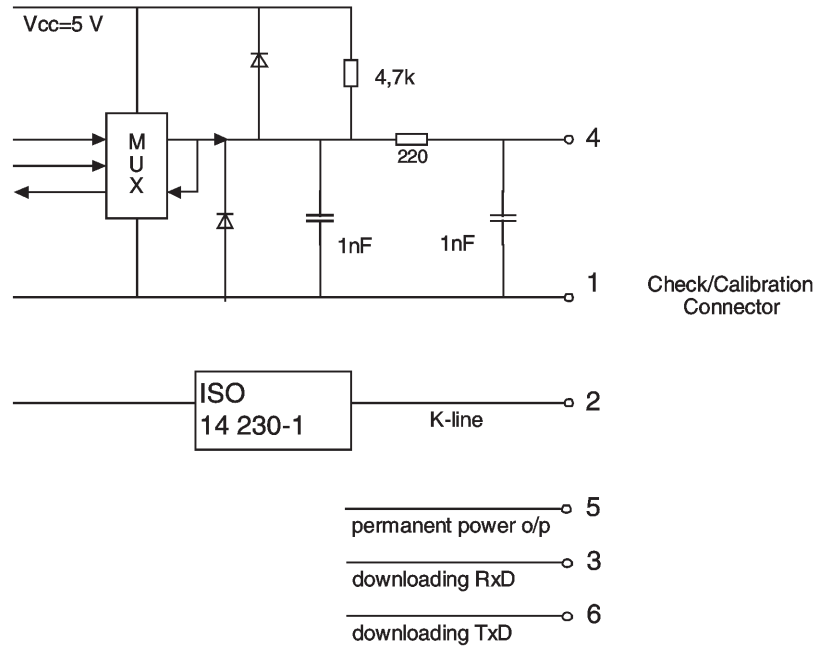 Vcc=5 V
4,7k
M
U
X
220
4
1nF
1nF
1
Check/Calibration
Connector
ISO
14 230-1
K-line
2
permanent power o/p
5
downloading RxD
3
downloading TxD
6